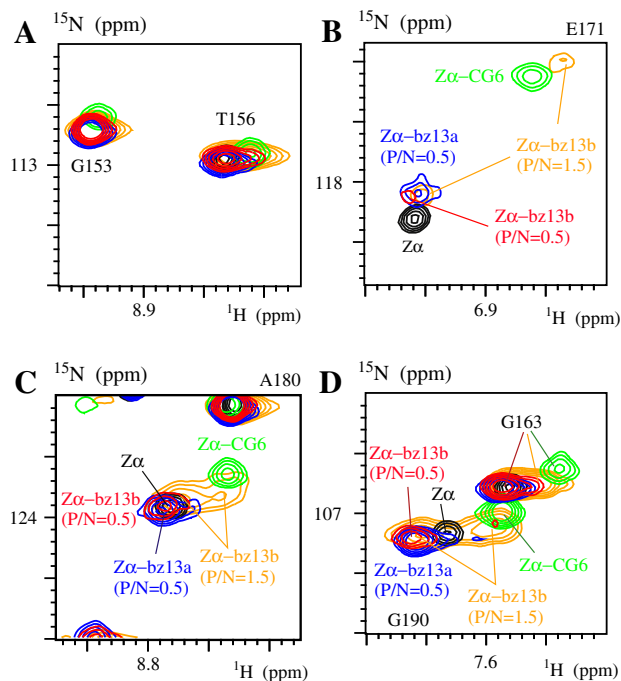 A
15N (ppm)
G153
T156
113
8.9
1H (ppm)
B
15N (ppm)
E171
Zα−CG6
Zα−bz13a
(P/N=0.5)
Zα−bz13b
(P/N=1.5)
118
Zα−bz13b
(P/N=0.5)
Zα
6.9
1H (ppm)
C
15N (ppm)
A180
Zα−CG6
Zα
Zα−bz13b
(P/N=0.5)
124
Zα−bz13a
(P/N=0.5)
Zα−bz13b
(P/N=1.5)
8.8
1H (ppm)
D
15N (ppm)
G163
Zα−bz13b
(P/N=0.5)
Zα
107
Zα−CG6
Zα−bz13a
(P/N=0.5)
Zα−bz13b
(P/N=1.5)
G190
7.6
1H (ppm)